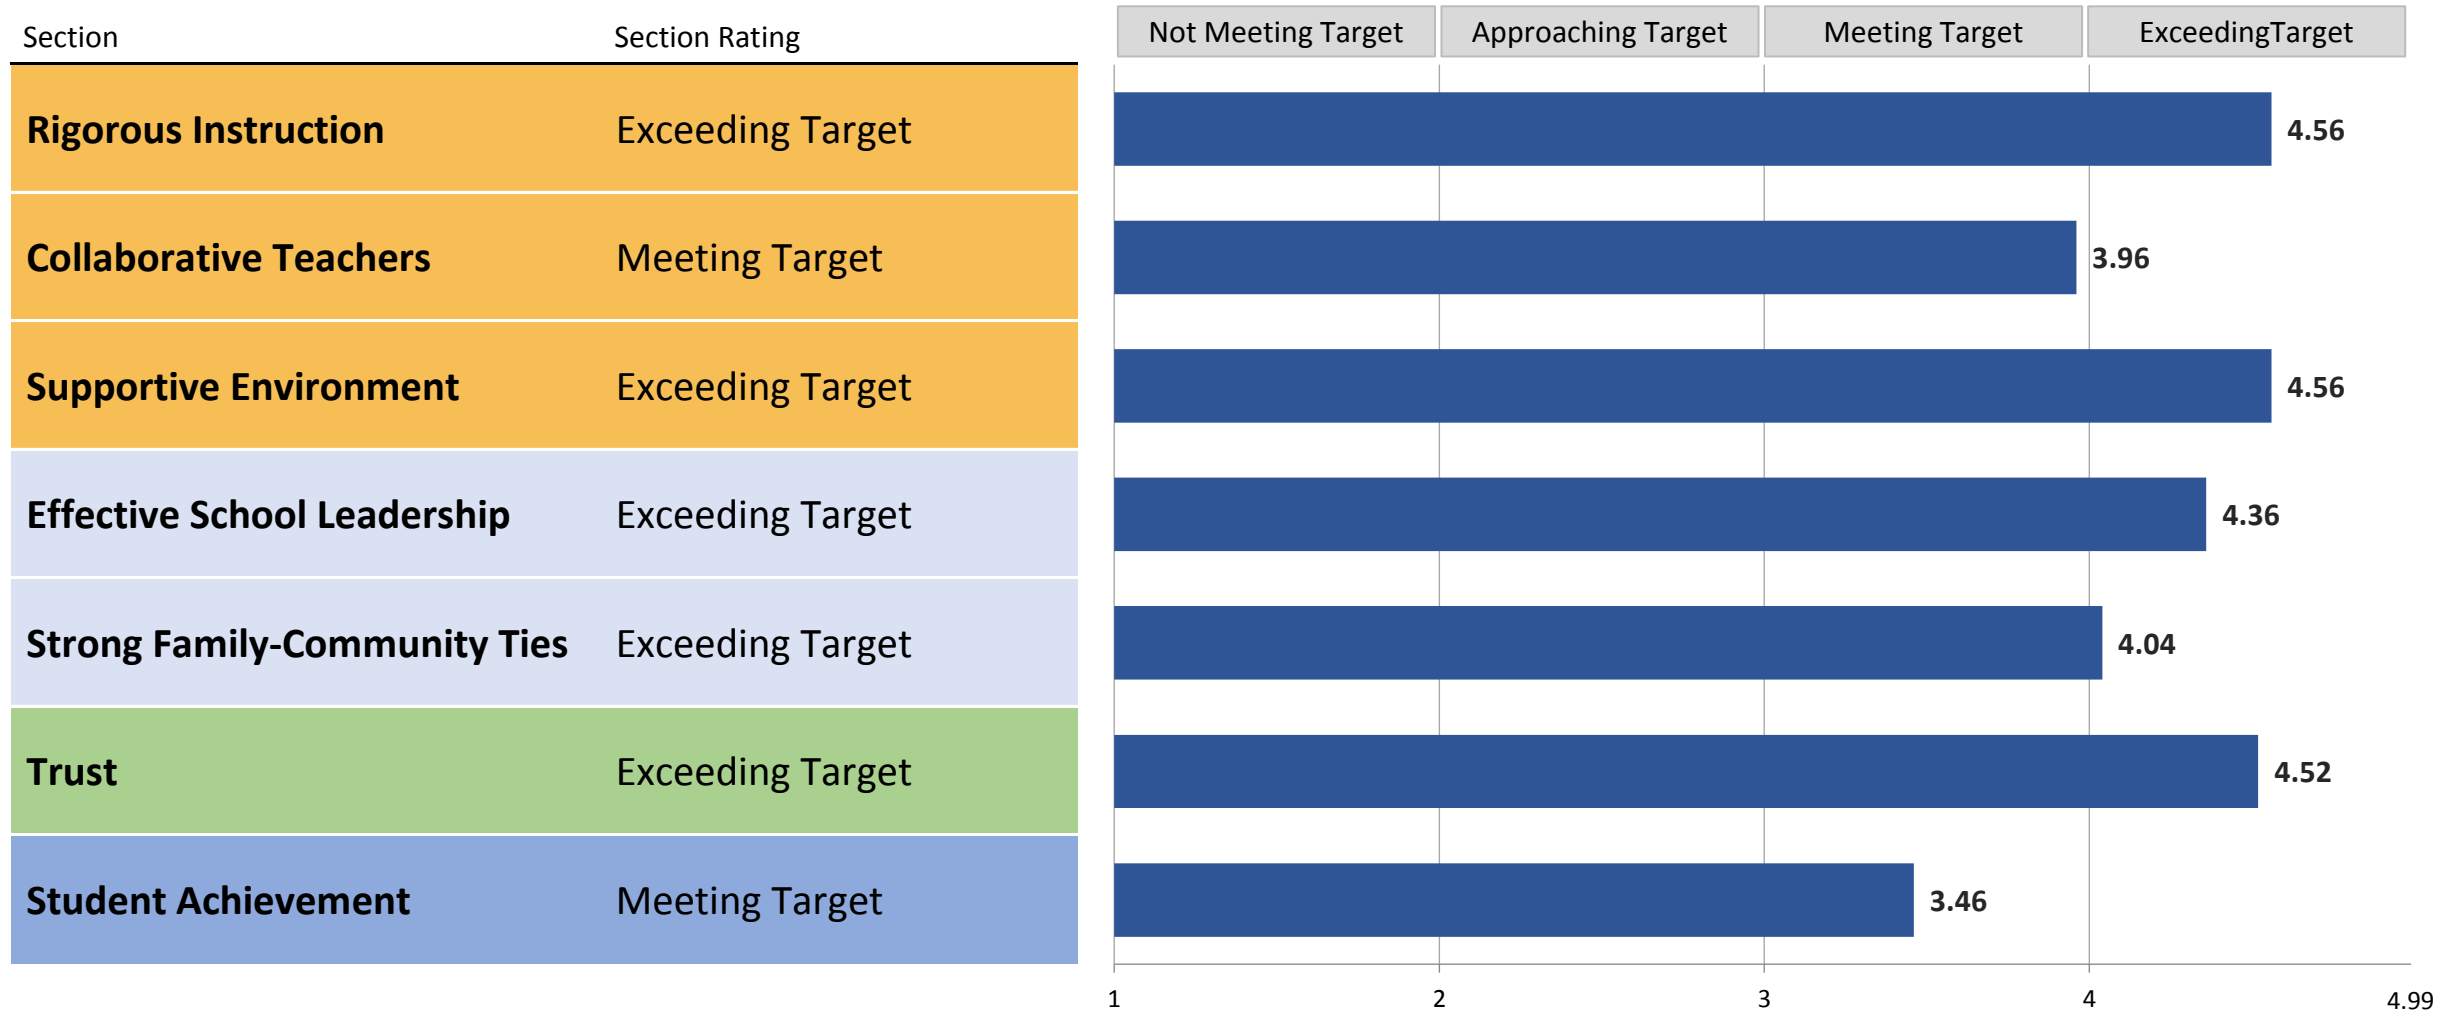 Section Section Rating Not Meeting Target Approaching Target Meeting Target ExceedingTarget
Rigorous Instruction Exceeding Target 4.56
Collaborative Teachers Meeting Target 3.96
Supportive Environment Exceeding Target 4.56
Effective School Leadership Exceeding Target 4.36
Strong Family-Community Ties Exceeding Target 4.04
Trust Exceeding Target 4.52
Student Achievement Meeting Target 3.46
1 2 3 4 4.99